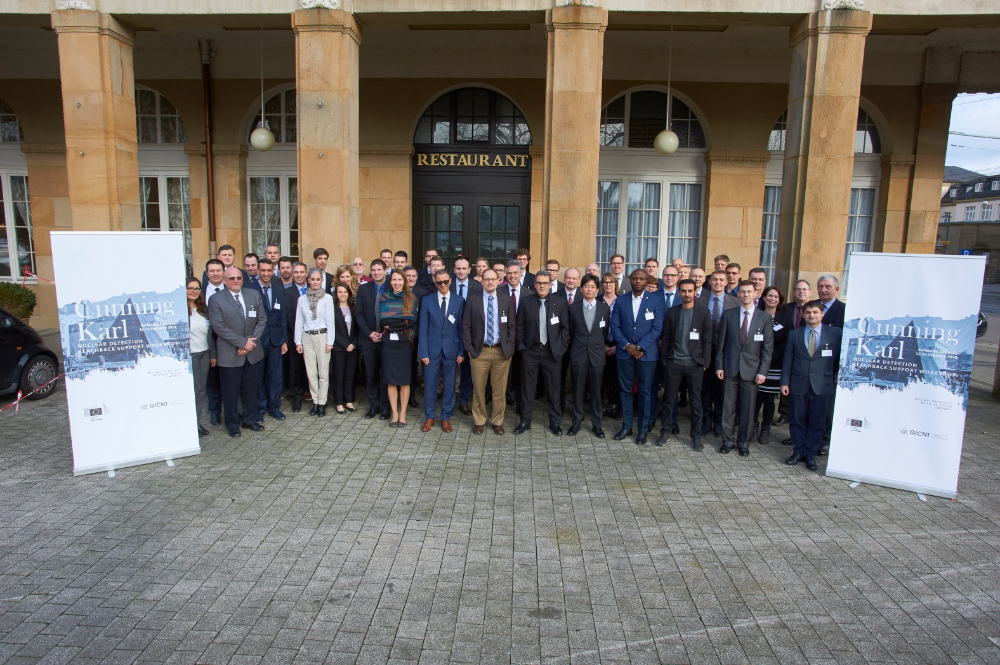 RESTAURANT
Cunning
Karl
Karlsruhe, Germany
12-14 February 2019
NUCLEAR DETECTION
REACHBACK SUPPORT WORKSHOP
Nuclear Detection
Working Group
(NDWG)
GICNT
Cunning
Karl
Karlsruhe, Germany
12-14 February 2019
NUCLEAR DETECTION
REACHBACK SUPPORT WORKSHOP
Nuclear Detection
Working Group
(NDWG)
GICNT